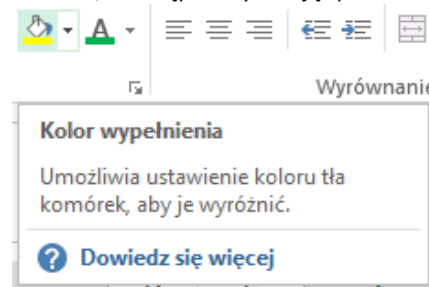 A
Wyrównanie
Kolor wypełnienia
Umożliwia ustawienie koloru tła
komórek, aby je wyróżnić.
? Dowiedz się więcej